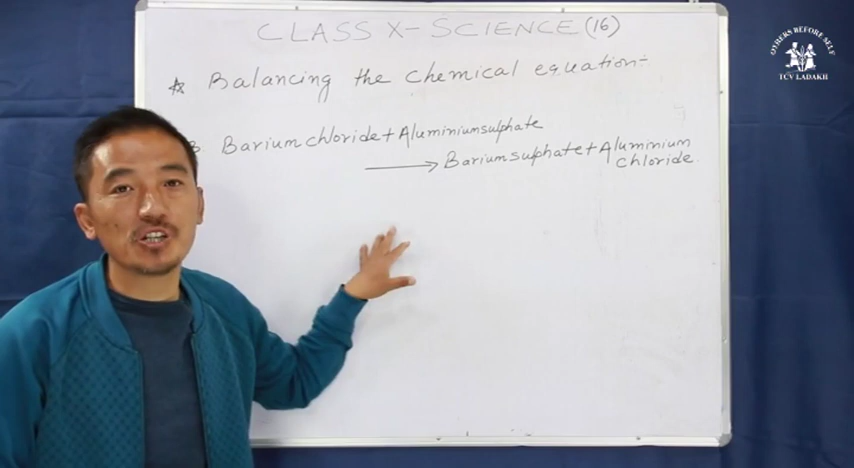 CLASS X- SCIENCE (16)
☆ Balancing the chemical equation:-
Barium chloride + Aluminium sulphate
→ Barium sulphate + Aluminium
chloride.
OTHERS BEFORE SELF
TCV LADAKH